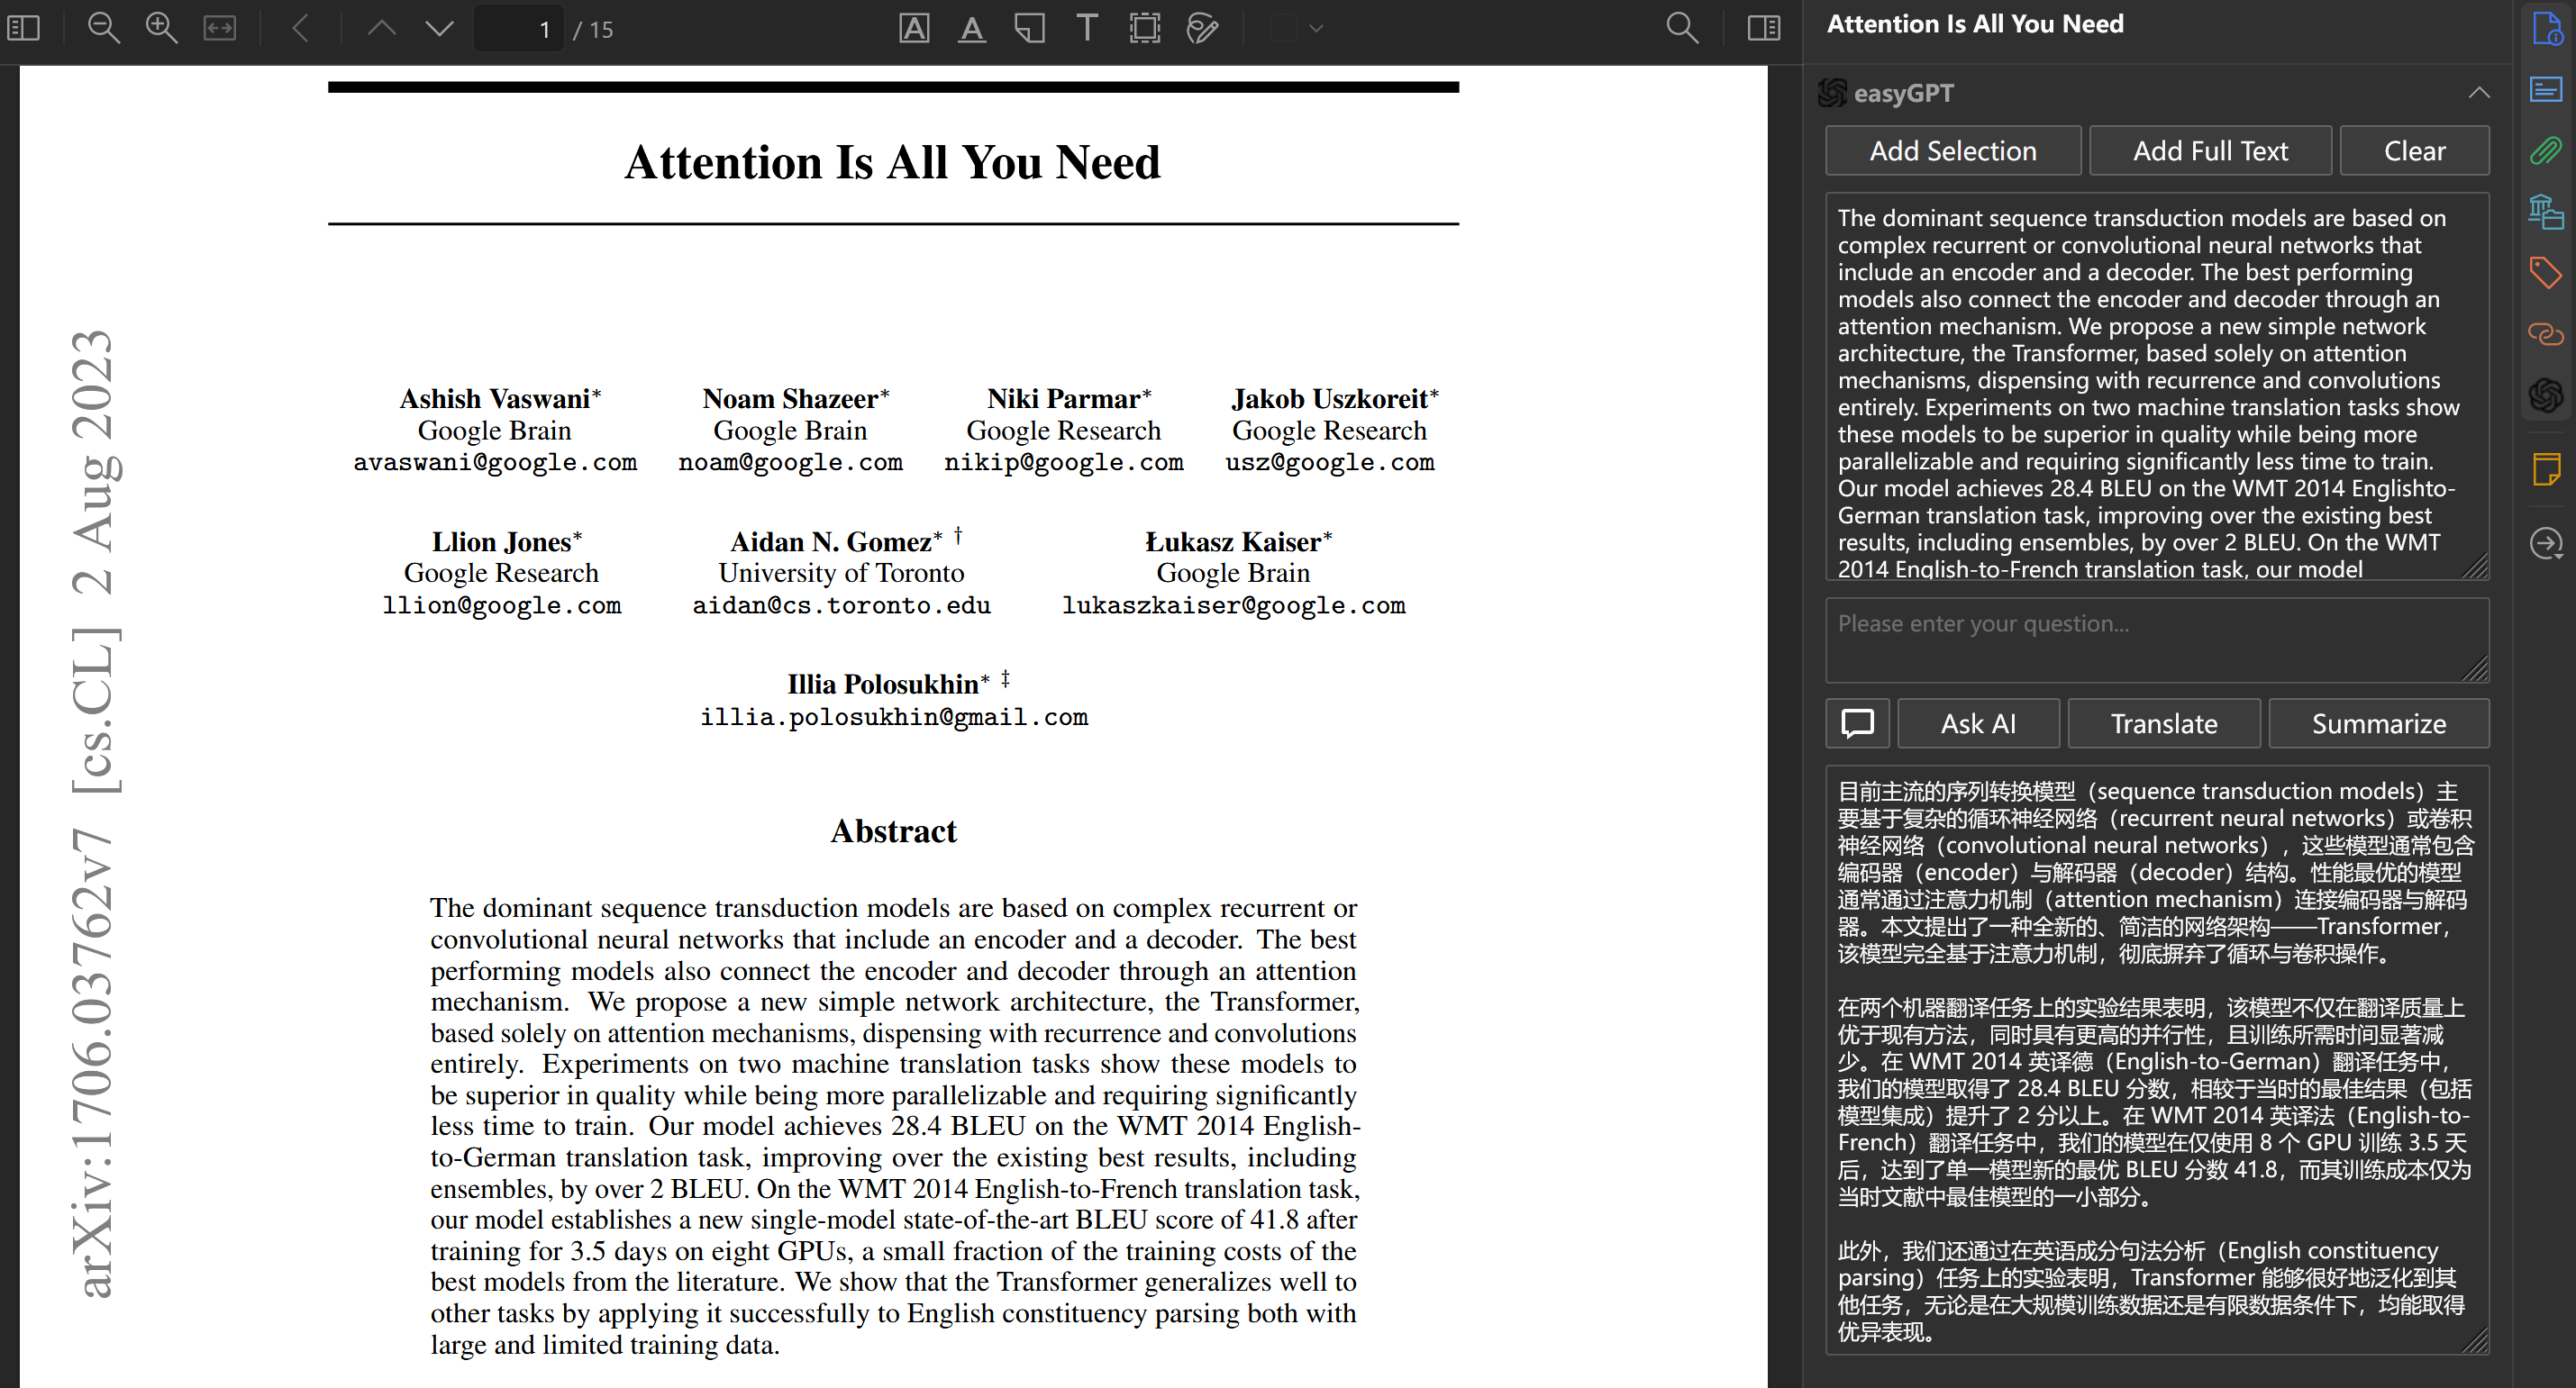 1 / 15
Attention Is All You Need
arXiv:1706.03762v7 [cs.CL] 2 Aug 2023
Ashish Vaswani* Noam Shazeer* Niki Parmar* Jakob Uszkoreit*
Google Brain Google Brain Google Research Google Research
avaswani@google.com noam@google.com nikip@google.com usz@google.com
Llion Jones* Aidan N. Gomez* † Łukasz Kaiser*
Google Research University of Toronto Google Brain
llion@google.com aidan@cs.toronto.edu lukaszkaiser@google.com
Illia Polosukhin* ‡
illia.polosukhin@gmail.com
Abstract
The dominant sequence transduction models are based on complex recurrent or
convolutional neural networks that include an encoder and a decoder. The best
performing models also connect the encoder and decoder through an attention
mechanism. We propose a new simple network architecture, the Transformer,
based solely on attention mechanisms, dispensing with recurrence and convolutions
entirely. Experiments on two machine translation tasks show these models to
be superior in quality while being more parallelizable and requiring significantly
less time to train. Our model achieves 28.4 BLEU on the WMT 2014 English-
to-German translation task, improving over the existing best results, including
ensembles, by over 2 BLEU. On the WMT 2014 English-to-French translation task,
our model establishes a new single-model state-of-the-art BLEU score of 41.8 after
training for 3.5 days on eight GPUs, a small fraction of the training costs of the
best models from the literature. We show that the Transformer generalizes well to
other tasks by applying it successfully to English constituency parsing both with
large and limited training data.
Attention Is All You Need
easyGPT
Add Selection Add Full Text Clear
The dominant sequence transduction models are based on
complex recurrent or convolutional neural networks that
include an encoder and a decoder. The best performing
models also connect the encoder and decoder through an
attention mechanism. We propose a new simple network
architecture, the Transformer, based solely on attention
mechanisms, dispensing with recurrence and convolutions
entirely. Experiments on two machine translation tasks show
these models to be superior in quality while being more
parallelizable and requiring significantly less time to train.
Our model achieves 28.4 BLEU on the WMT 2014 Englishto-
German translation task, improving over the existing best
results, including ensembles, by over 2 BLEU. On the WMT
2014 English-to-French translation task, our model
Please enter your question...
Ask AI Translate Summarize
目前主流的序列转换模型（sequence transduction models）主
要基于复杂的循环神经网络（recurrent neural networks）或卷积
神经网络（convolutional neural networks），这些模型通常包含
编码器（encoder）与解码器（decoder）结构。性能最优的模型
通常通过注意力机制（attention mechanism）连接编码器与解码
器。本文提出了一种全新的、简洁的网络架构——Transformer，
该模型完全基于注意力机制，彻底摒弃了循环与卷积操作。
在两个机器翻译任务上的实验结果表明，该模型不仅在翻译质量上
优于现有方法，同时具有更高的并行性，且训练所需时间显著减
少。在 WMT 2014 英译德（English-to-German）翻译任务中，
我们的模型取得了 28.4 BLEU 分数，相较于当时的最佳结果（包括
模型集成）提升了 2 分以上。在 WMT 2014 英译法（English-to-
French）翻译任务中，我们的模型在仅使用 8 个 GPU 训练 3.5 天
后，达到了单一模型新的最优 BLEU 分数 41.8，而其训练成本仅为
当时文献中最佳模型的一小部分。
此外，我们还通过在英语成分句法分析（English constituency
parsing）任务上的实验表明，Transformer 能够很好地泛化到其
他任务，无论是在大规模训练数据还是有限数据条件下，均能取得
优异表现。